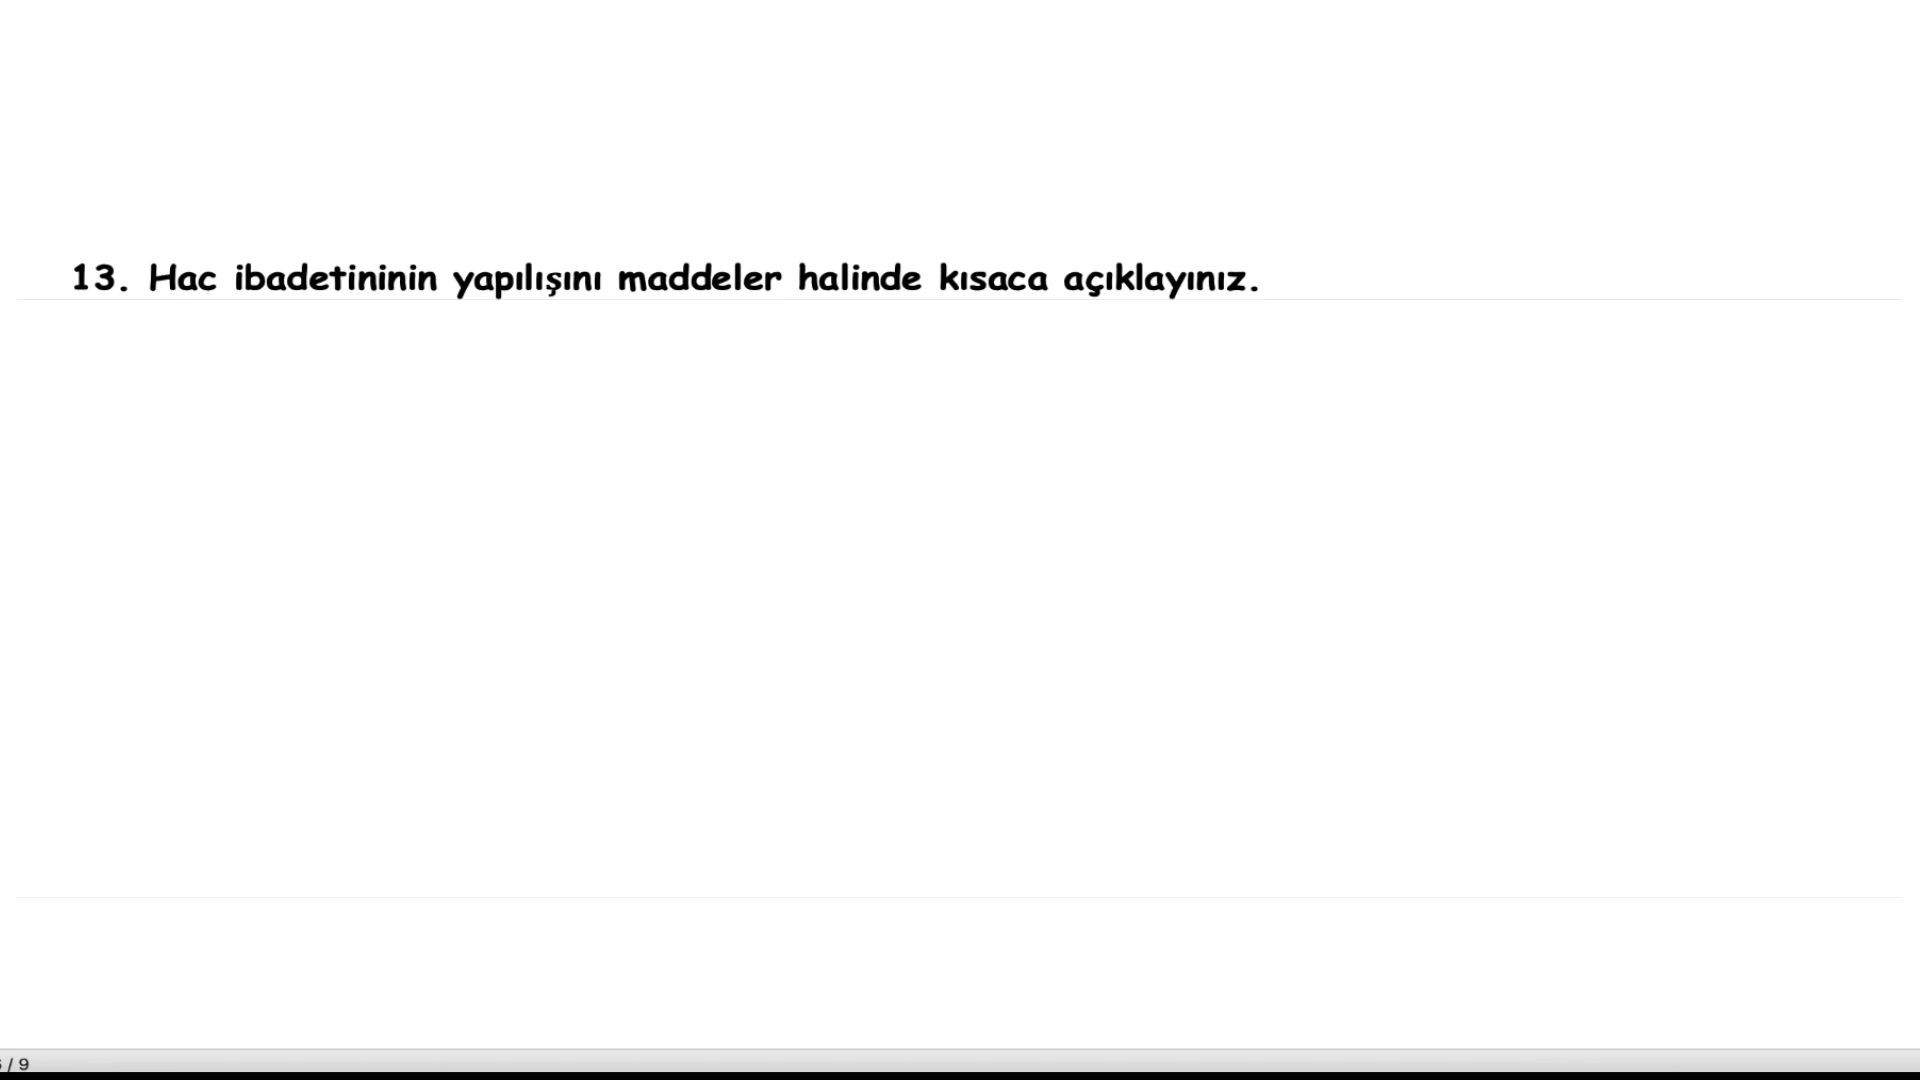 13. Hac ibadetininin yapılışını maddeler halinde kısaca açıklayınız.
/ 9